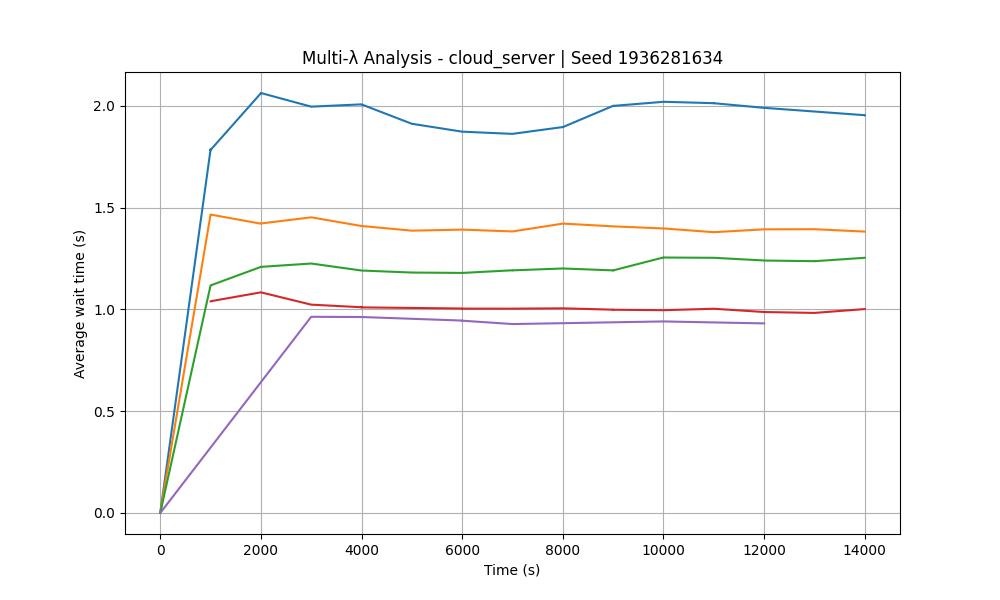 Multi-λ Analysis - cloud_server | Seed 1936281634
Average wait time (s)
2.0
1.5
1.0
0.5
0.0
0 2000 4000 6000 8000 10000 12000 14000
Time (s)